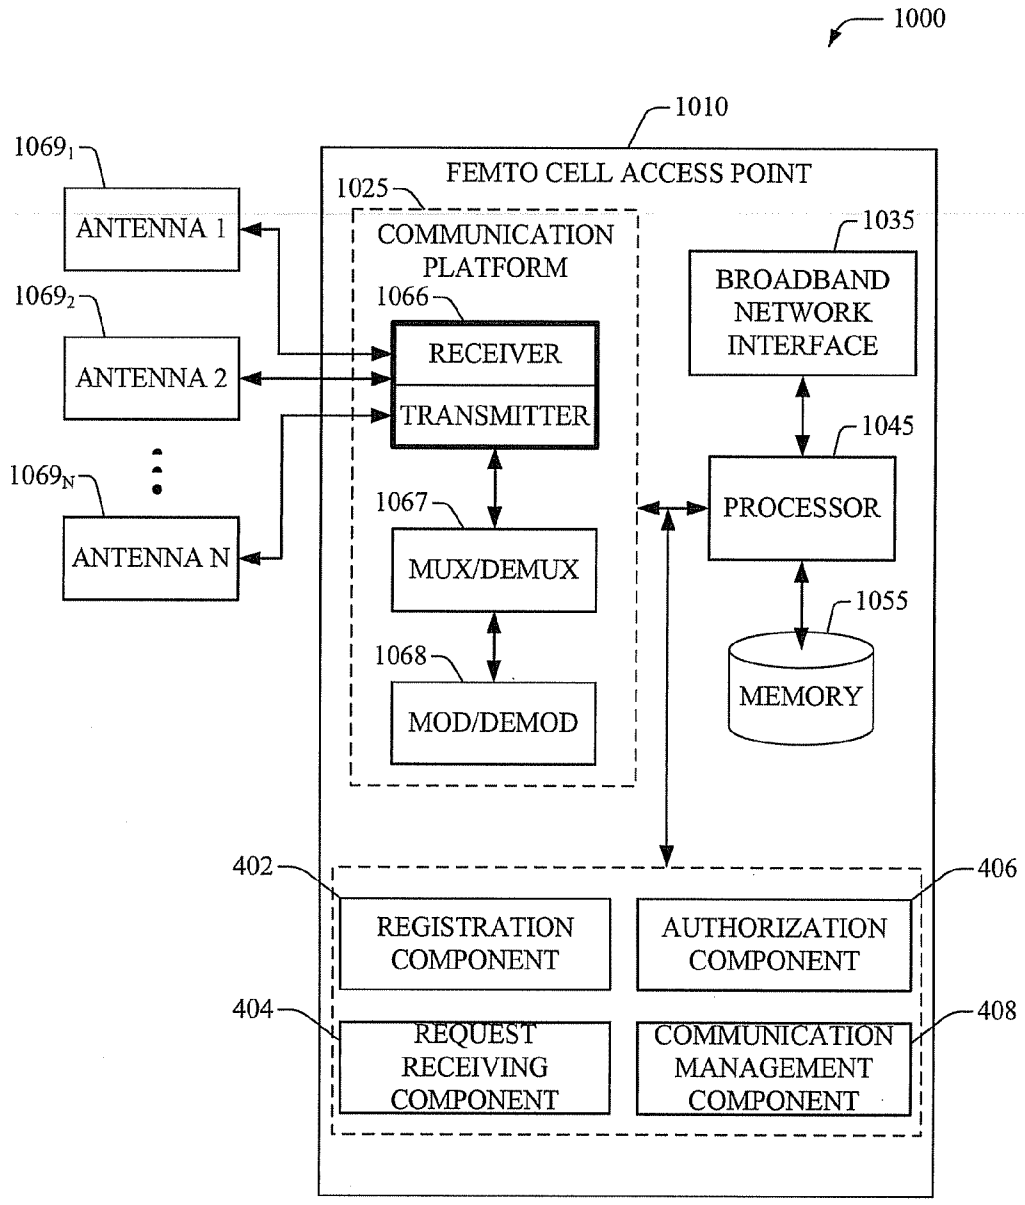 1000
1010
FEMTO CELL ACCESS POINT
1069₁
ANTENNA 1
1069₂
ANTENNA 2
1069N
ANTENNA N
1025
COMMUNICATION
PLATFORM
1066
RECEIVER
TRANSMITTER
1067
MUX/DEMUX
1068
MOD/DEMOD
1035
BROADBAND
NETWORK
INTERFACE
1045
PROCESSOR
1055
MEMORY
402
REGISTRATION
COMPONENT
406
AUTHORIZATION
COMPONENT
404
REQUEST
RECEIVING
COMPONENT
408
COMMUNICATION
MANAGEMENT
COMPONENT